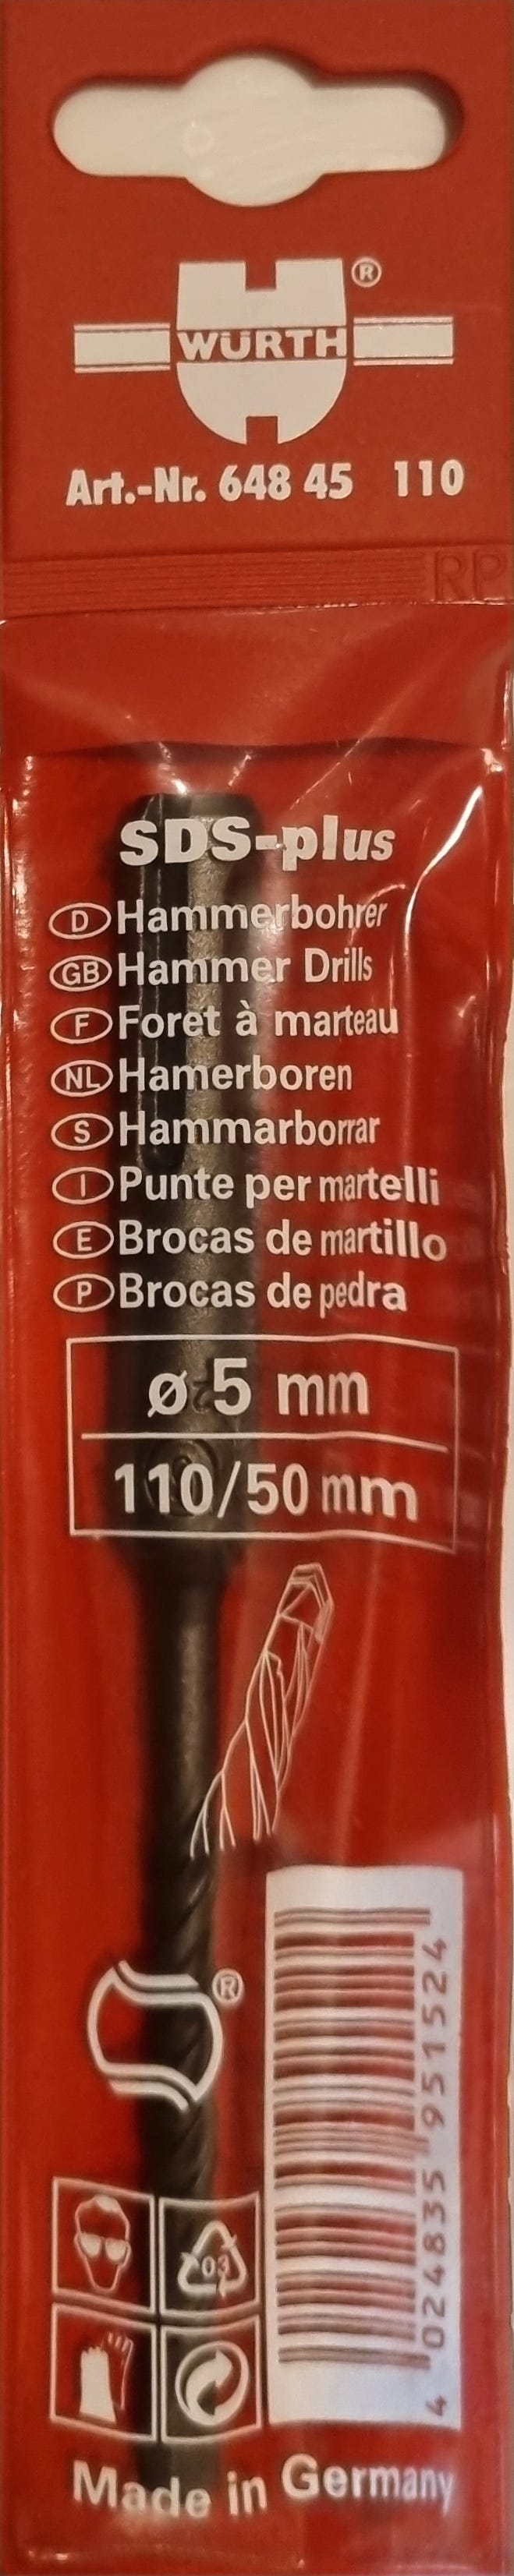 WÜRTH®
Art.-Nr. 648 45 110
RP
SDS-plus
D Hammerbohrer
GB Hammer Drills
F Foret à marteau
NL Hamerboren
S Hammarborrar
I Punte per martelli
E Brocas de martillo
P Brocas de pedra
ø 5 mm
110/50 mm
®
4 024835 951524
03
Made in Germany